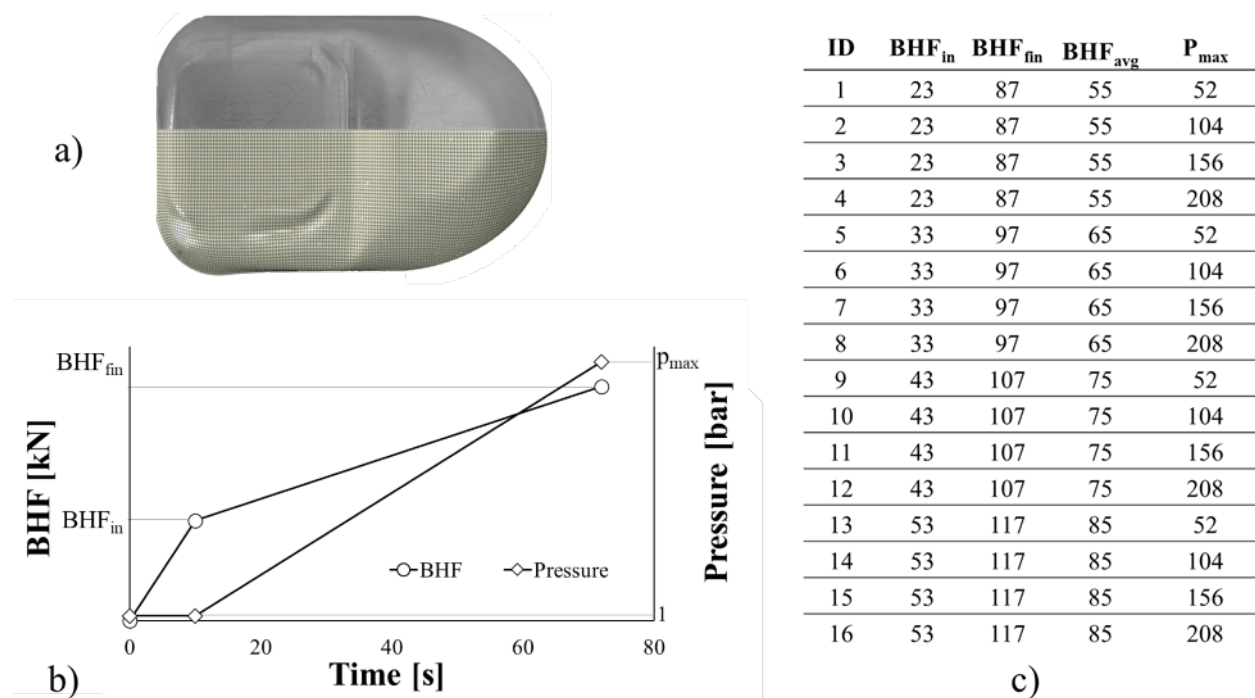 a)
BHF [kN]
BHF_fin
BHF_in
p_max
1
Pressure [bar]
BHF
Pressure
0 20 40 60 80
Time [s]
b)
ID BHF_in BHF_fin BHF_avg P_max
1 23 87 55 52
2 23 87 55 104
3 23 87 55 156
4 23 87 55 208
5 33 97 65 52
6 33 97 65 104
7 33 97 65 156
8 33 97 65 208
9 43 107 75 52
10 43 107 75 104
11 43 107 75 156
12 43 107 75 208
13 53 117 85 52
14 53 117 85 104
15 53 117 85 156
16 53 117 85 208
c)